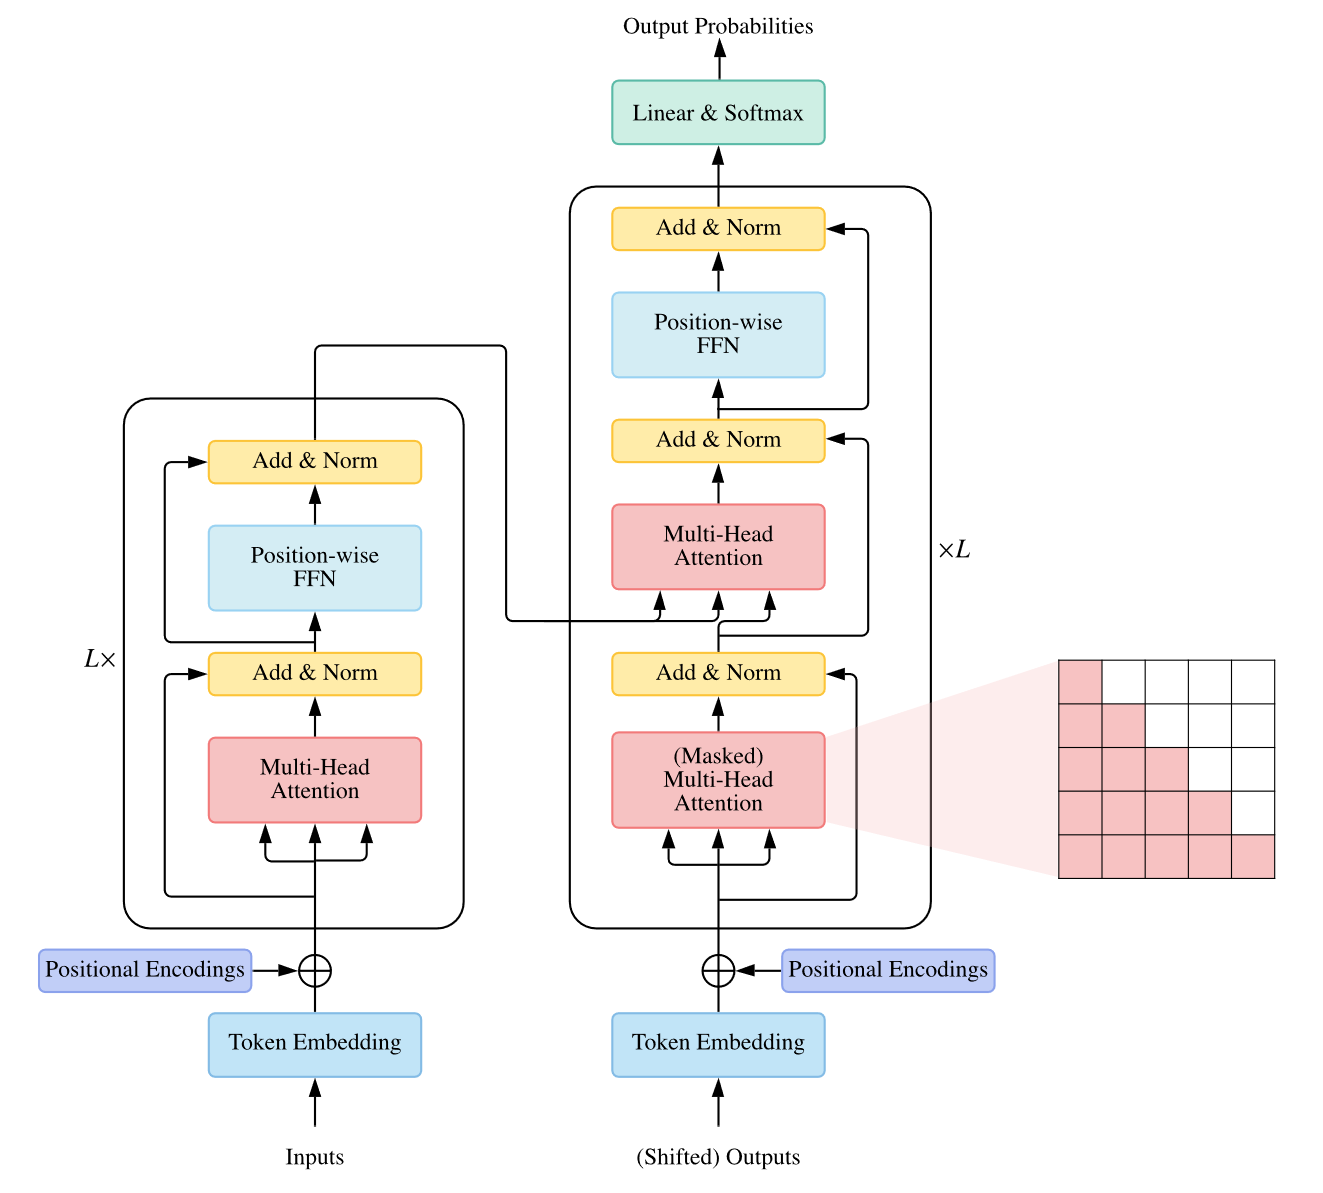 Output Probabilities
Linear & Softmax
Add & Norm
Position-wise
FFN
Add & Norm
Multi-Head
Attention
×L
Add & Norm
(Masked)
Multi-Head
Attention
Positional Encodings
Token Embedding
(Shifted) Outputs
Add & Norm
Position-wise
FFN
L×
Add & Norm
Multi-Head
Attention
Positional Encodings
Token Embedding
Inputs